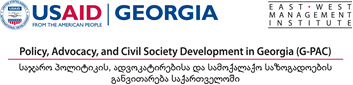 USAID | GEORGIA
FROM THE AMERICAN PEOPLE
EAST-WEST
MANAGEMENT
INSTITUTE
Policy, Advocacy, and Civil Society Development in Georgia (G-PAC)
საჯარო პოლიტიკის, ადვოკატირებისა და სამოქალაქო საზოგადოების
განვითარება საქართველოში